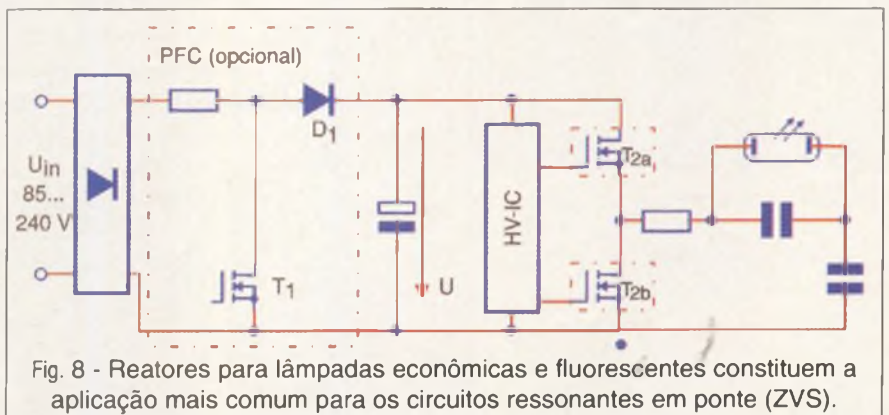 PFC (opcional)
D1
Uin
85...
240 V
T1
U
HV-IC
T2a
T2b
Fig. 8 - Reatores para lâmpadas econômicas e fluorescentes constituem a
aplicação mais comum para os circuitos ressonantes em ponte (ZVS).